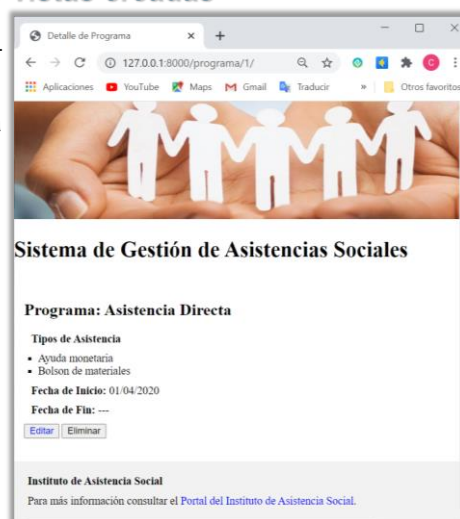 Detalle de Programa
127.0.0.1:8000/programa/1/
Aplicaciones YouTube Maps Gmail Traducir » Otros favoritos
Sistema de Gestión de Asistencias Sociales
Programa: Asistencia Directa
Tipos de Asistencia
Ayuda monetaria
Bolson de materiales
Fecha de Inicio: 01/04/2020
Fecha de Fin: ---
Editar Eliminar
Instituto de Asistencia Social
Para más información consultar el Portal del Instituto de Asistencia Social.